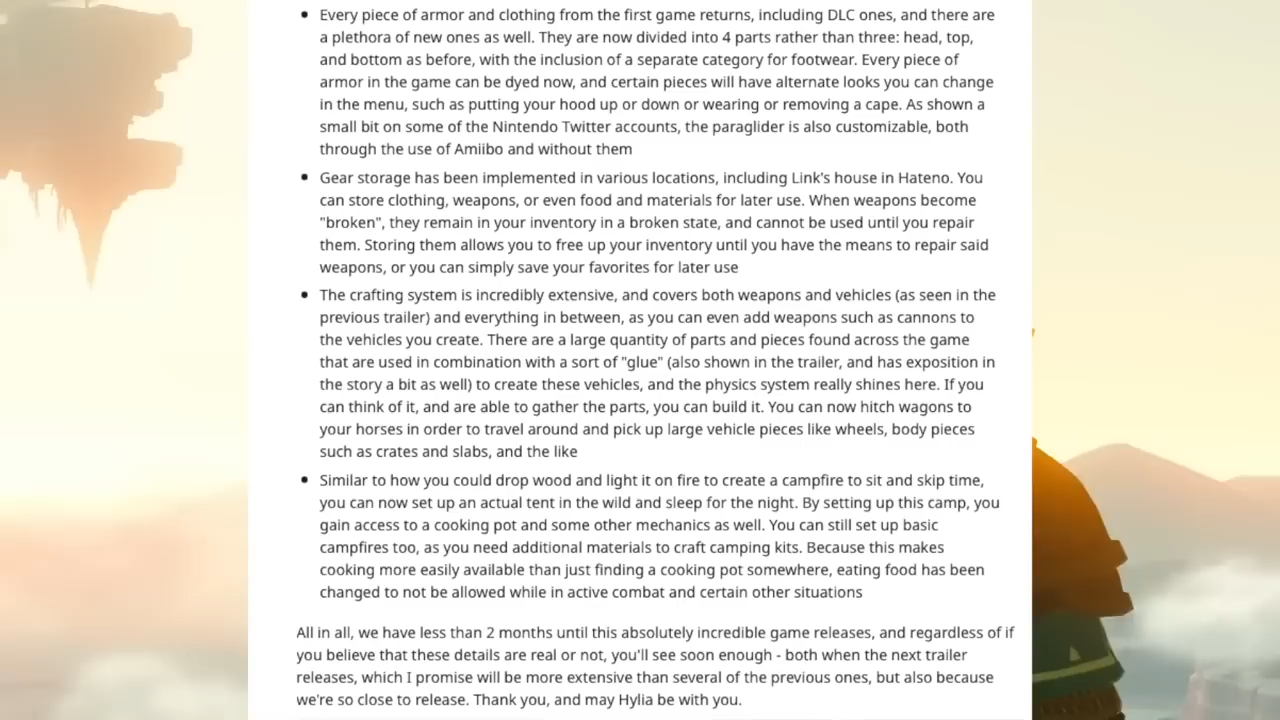 • Every piece of armor and clothing from the first game returns, including DLC ones, and there are
a plethora of new ones as well. They are now divided into 4 parts rather than three: head, top,
and bottom as before, with the inclusion of a separate category for footwear. Every piece of
armor in the game can be dyed now, and certain pieces will have alternate looks you can change
in the menu, such as putting your hood up or down or wearing or removing a cape. As shown a
small bit on some of the Nintendo Twitter accounts, the paraglider is also customizable, both
through the use of Amiibo and without them
• Gear storage has been implemented in various locations, including Link's house in Hateno. You
can store clothing, weapons, or even food and materials for later use. When weapons become
"broken", they remain in your inventory in a broken state, and cannot be used until you repair
them. Storing them allows you to free up your inventory until you have the means to repair said
weapons, or you can simply save your favorites for later use
• The crafting system is incredibly extensive, and covers both weapons and vehicles (as seen in the
previous trailer) and everything in between, as you can even add weapons such as cannons to
the vehicles you create. There are a large quantity of parts and pieces found across the game
that are used in combination with a sort of "glue" (also shown in the trailer, and has exposition in
the story a bit as well) to create these vehicles, and the physics system really shines here. If you
can think of it, and are able to gather the parts, you can build it. You can now hitch wagons to
your horses in order to travel around and pick up large vehicle pieces like wheels, body pieces
such as crates and slabs, and the like
• Similar to how you could drop wood and light it on fire to create a campfire to sit and skip time,
you can now set up an actual tent in the wild and sleep for the night. By setting up this camp, you
gain access to a cooking pot and some other mechanics as well. You can still set up basic
campfires too, as you need additional materials to craft camping kits. Because this makes
cooking more easily available than just finding a cooking pot somewhere, eating food has been
changed to not be allowed while in active combat and certain other situations
All in all, we have less than 2 months until this absolutely incredible game releases, and regardless of if
you believe that these details are real or not, you'll see soon enough - both when the next trailer
releases, which I promise will be more extensive than several of the previous ones, but also because
we're so close to release. Thank you, and may Hylia be with you.